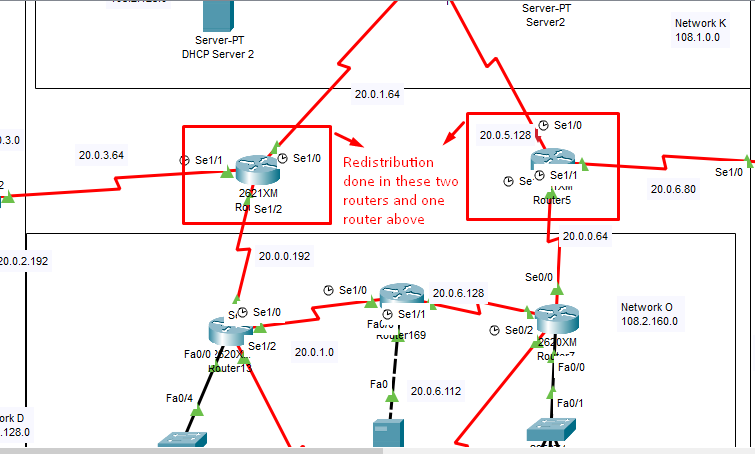 Server-PT
DHCP Server 2
Server-PT
Server2
Network K
108.1.0.0
20.0.1.64
20.0.5.128
Se1/0
.3.0
20.0.3.64
Se1/1
Se1/0
Redistribution
done in these two
routers and one
router above
Se1/1
Se
Se1/0
20.0.6.80
2621XM
Se1/2
Router5
20.0.2.192
20.0.0.192
20.0.0.64
Se0/0
Se1/0
20.0.6.128
Network O
108.2.160.0
Se1/0
Se1/1
Fa0/0
Router169
Se0/2
2620XM
Router7
Fa0/0
Se1/2
20.0.1.0
Router13
Fa0/0
Fa0/4
Fa0
20.0.6.112
Fa0/1
ork D
.128.0